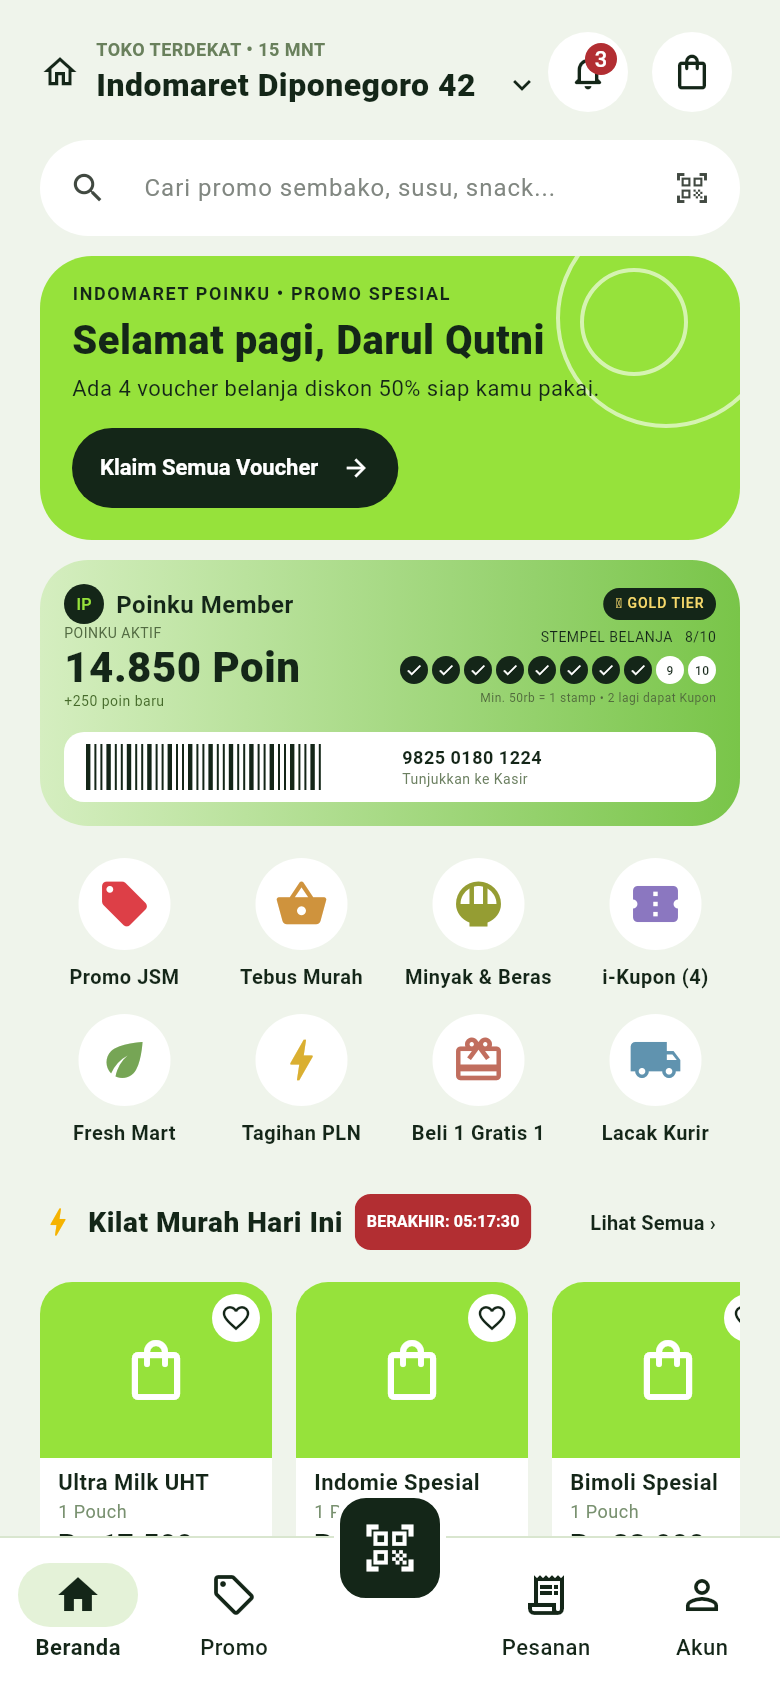 TOKO TERDEKAT • 15 MNT
Indomaret Diponegoro 42
3
Cari promo sembako, susu, snack...
INDOMARET POINKU • PROMO SPESIAL
Selamat pagi, Darul Qutni
Ada 4 voucher belanja diskon 50% siap kamu pakai.
Klaim Semua Voucher
IP Poinku Member
GOLD TIER
POINKU AKTIF
STEMPEL BELANJA 8/10
14.850 Poin
9 10
+250 poin baru
Min. 50rb = 1 stamp • 2 lagi dapat Kupon
9825 0180 1224
Tunjukkan ke Kasir
Promo JSM
Tebus Murah
Minyak & Beras
i-Kupon (4)
Fresh Mart
Tagihan PLN
Beli 1 Gratis 1
Lacak Kurir
Kilat Murah Hari Ini
BERAKHIR: 05:17:30
Lihat Semua ›
Ultra Milk UHT
Indomie Spesial
Bimoli Spesial
1 Pouch
1
1 Pouch
Beranda
Promo
Pesanan
Akun